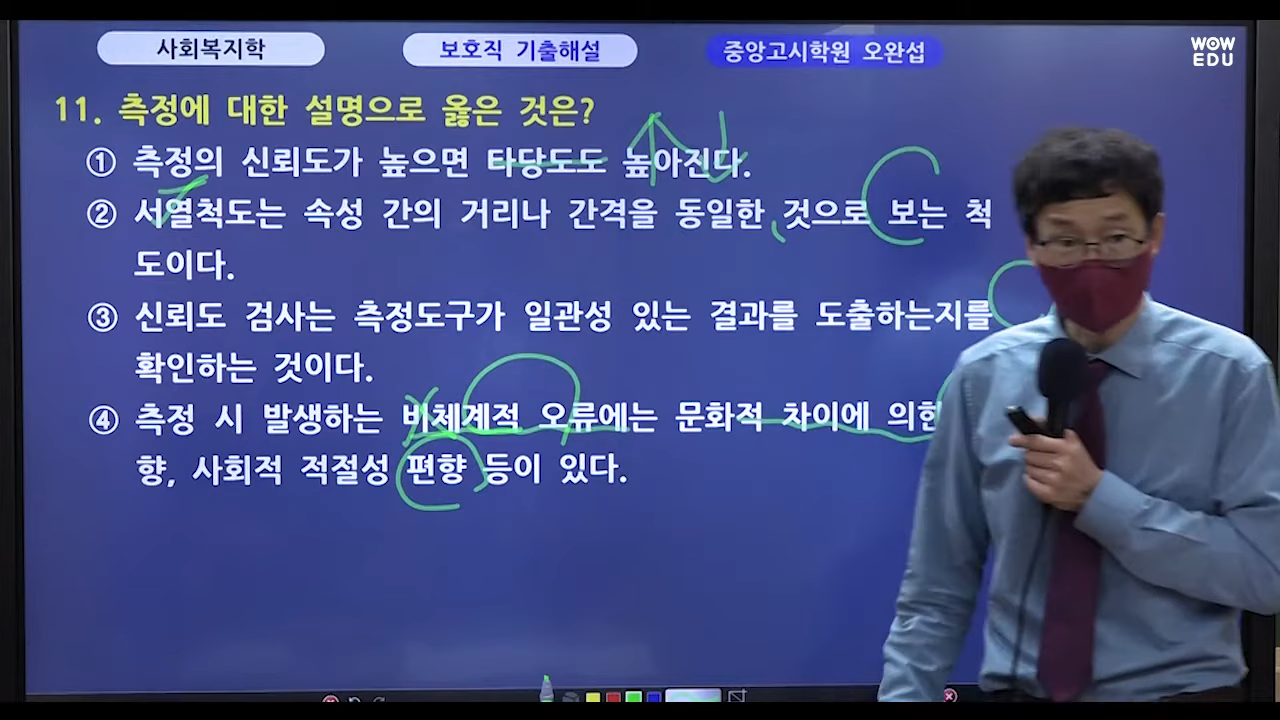 사회복지학
보호직 기출해설
중앙고시학원 오완섭
WOW
EDU
11. 측정에 대한 설명으로 옳은 것은?
① 측정의 신뢰도가 높으면 타당도도 높아진다.
② 서열척도는 속성 간의 거리나 간격을 동일한 것으로 보는 척
도이다.
③ 신뢰도 검사는 측정도구가 일관성 있는 결과를 도출하는지를
확인하는 것이다.
④ 측정 시 발생하는 비체계적 오류에는 문화적 차이에 의한
향, 사회적 적절성 편향 등이 있다.